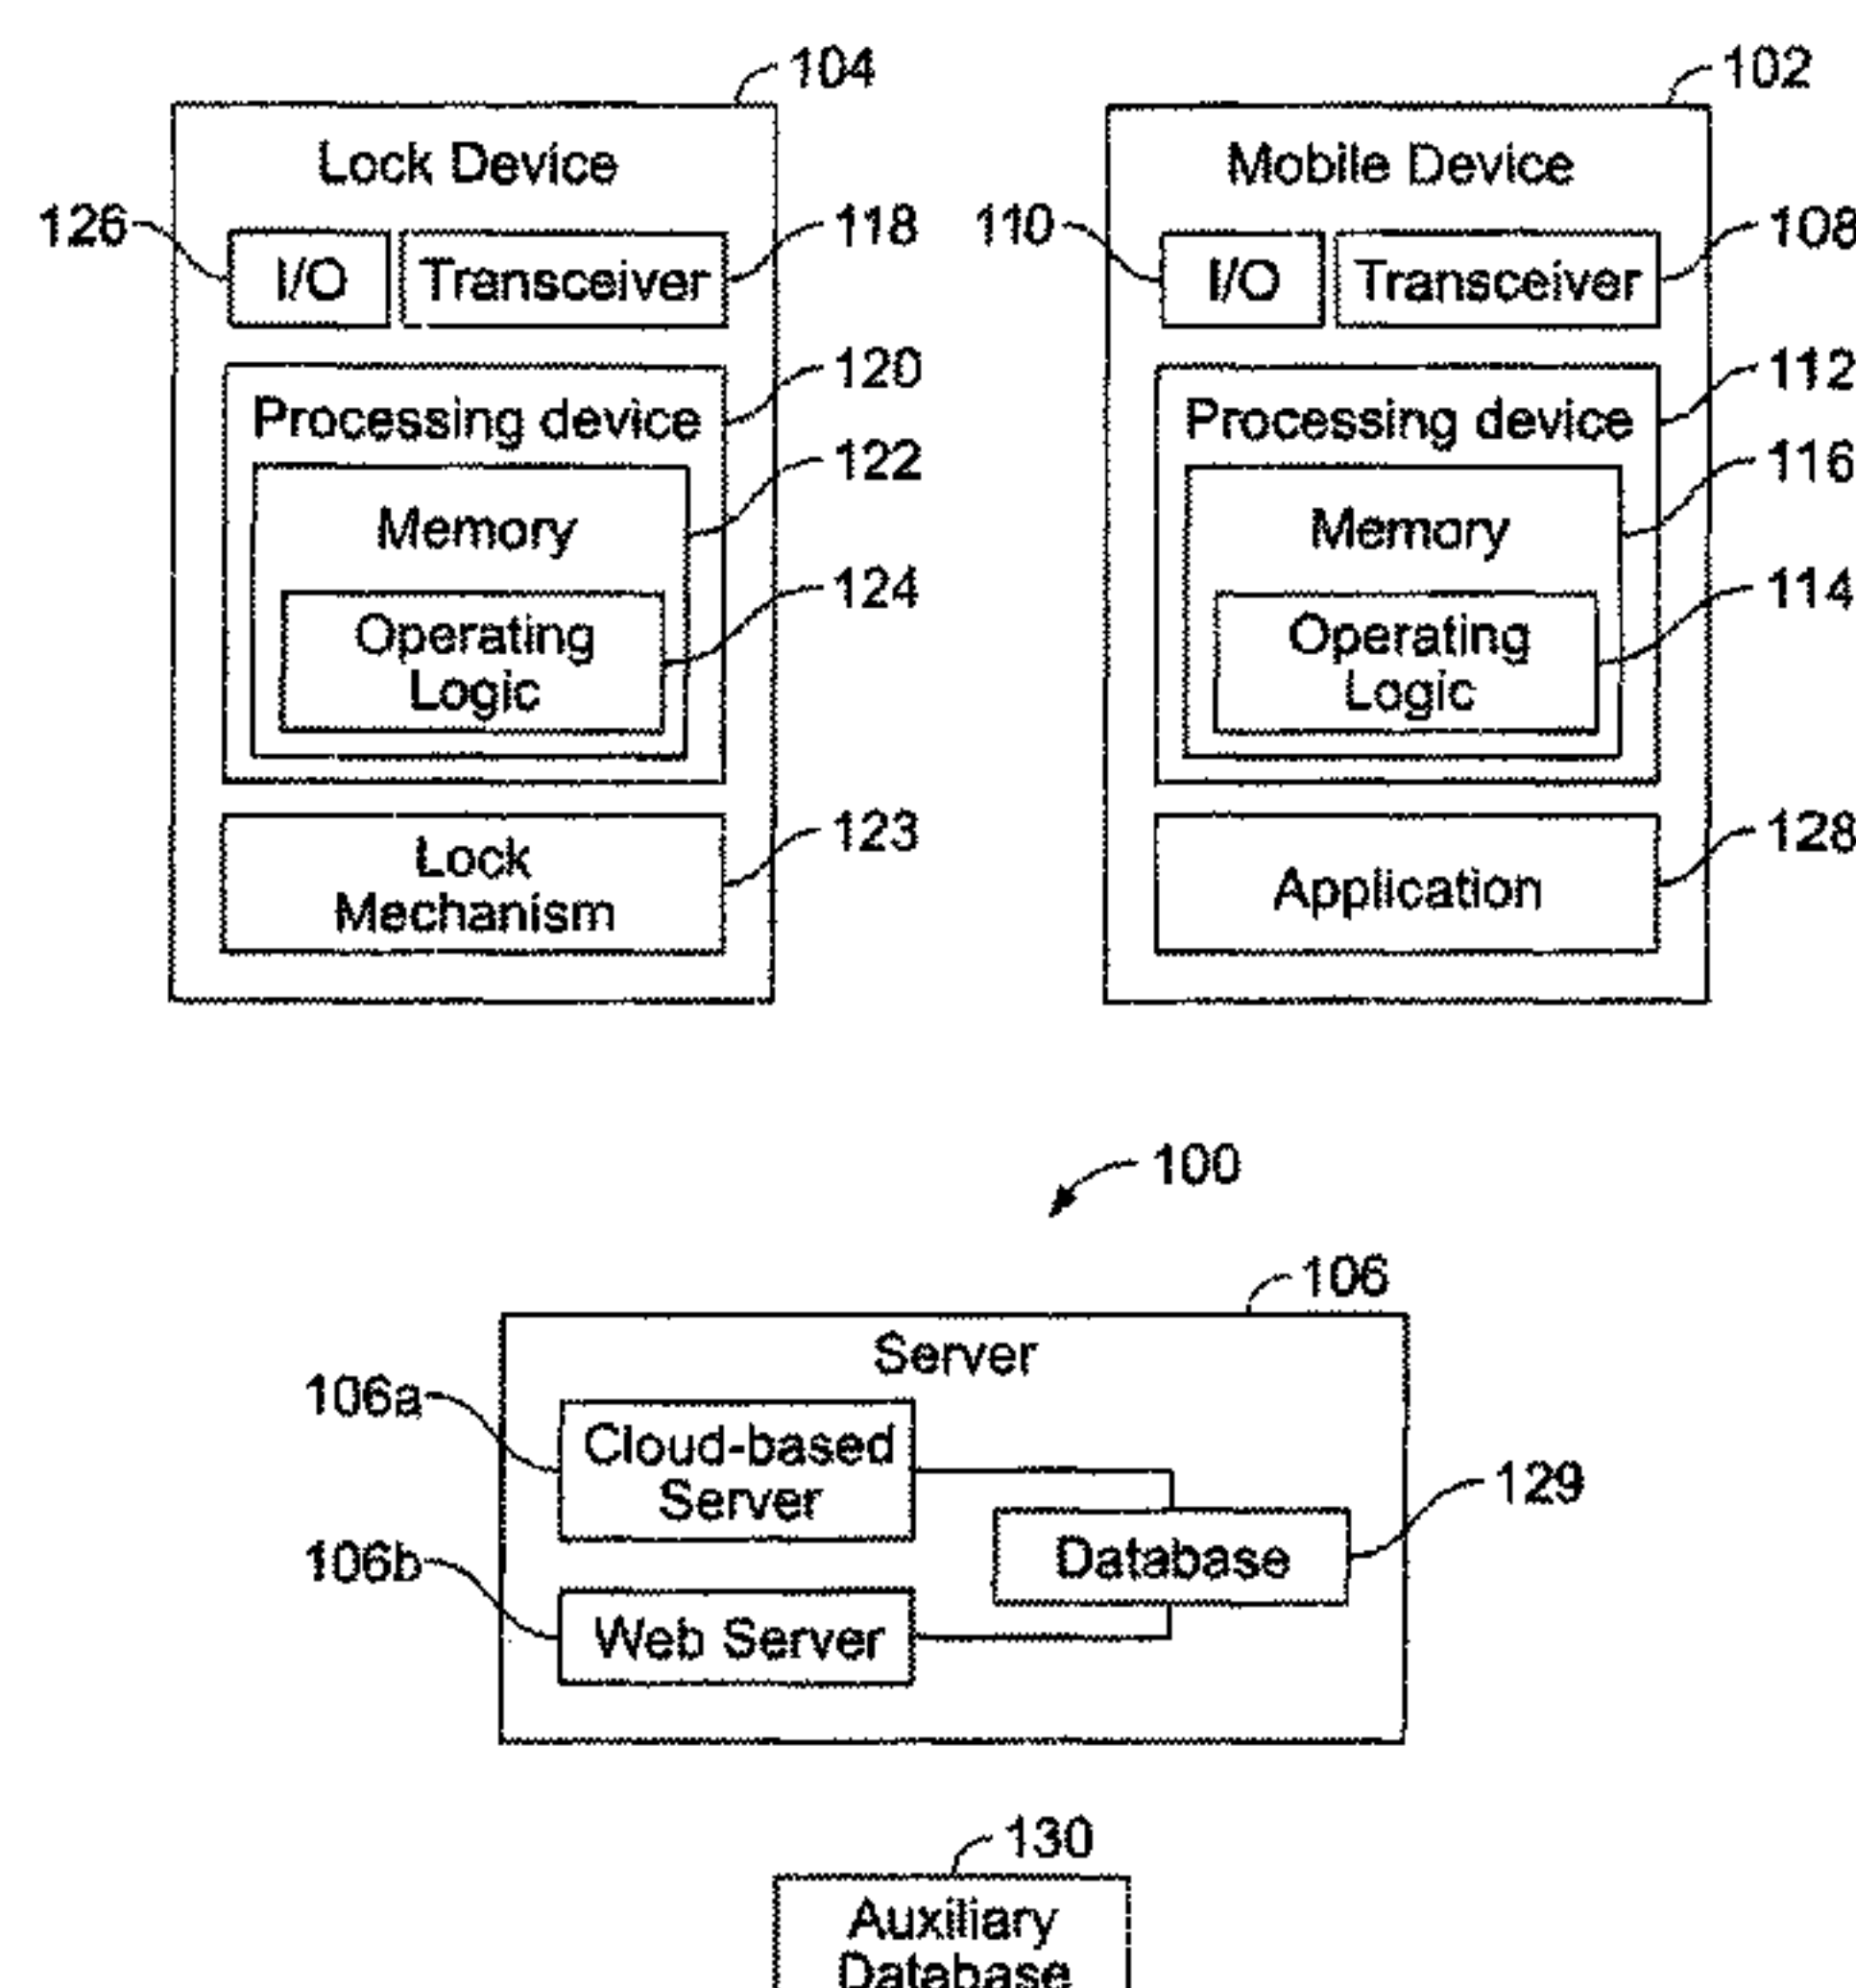 104
Lock Device
126
I/O
Transceiver
118
Processing device
120
Memory
122
Operating
Logic
124
Lock
Mechanism
123
102
Mobile Device
110
I/O
Transceiver
108
Processing device
112
Memory
116
Operating
Logic
114
Application
128
100
106
Server
106a
Cloud-based
Server
106b
Web Server
Database
129
130
Auxiliary
Database